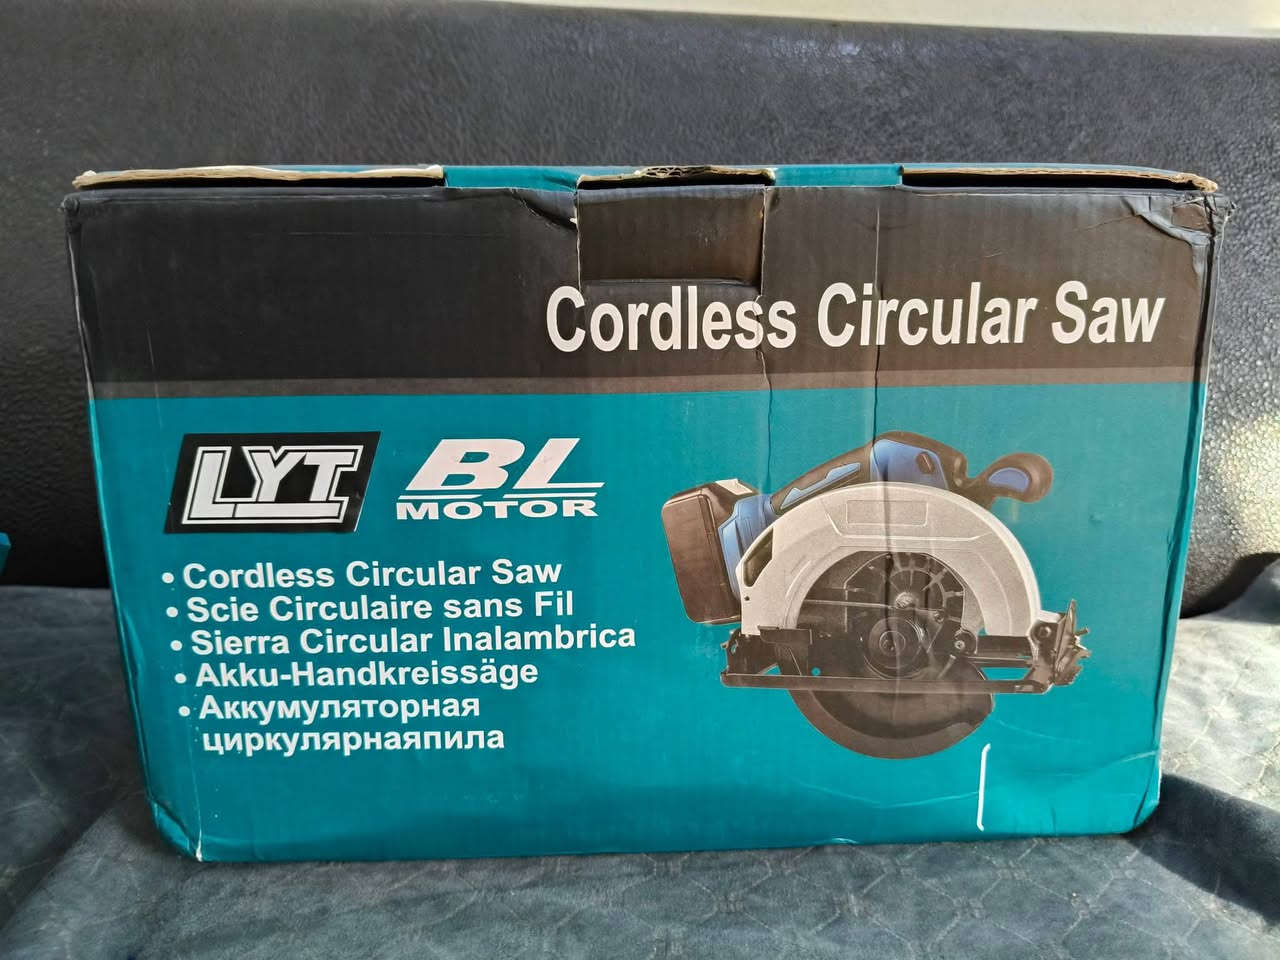 Cordless Circular Saw
LYT
BL
MOTOR
• Cordless Circular Saw
• Scie Circulaire sans Fil
• Sierra Circular Inalambrica
• Akku-Handkreissäge
• Аккумуляторная
циркулярнаяпила